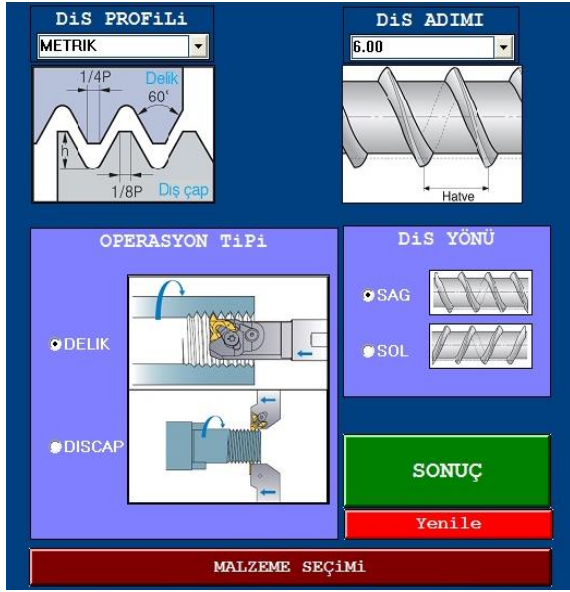 DiS PROFiLi
DiS ADIMI
METRIK
6.00
1/4P
Delik
60°
h
1/8P
Dış çap
Hatve
OPERASYON TiPi
DiS YÖNÜ
SAG
DELIK
SOL
DISCAP
SONUÇ
Yenile
MALZEME SEÇiMi